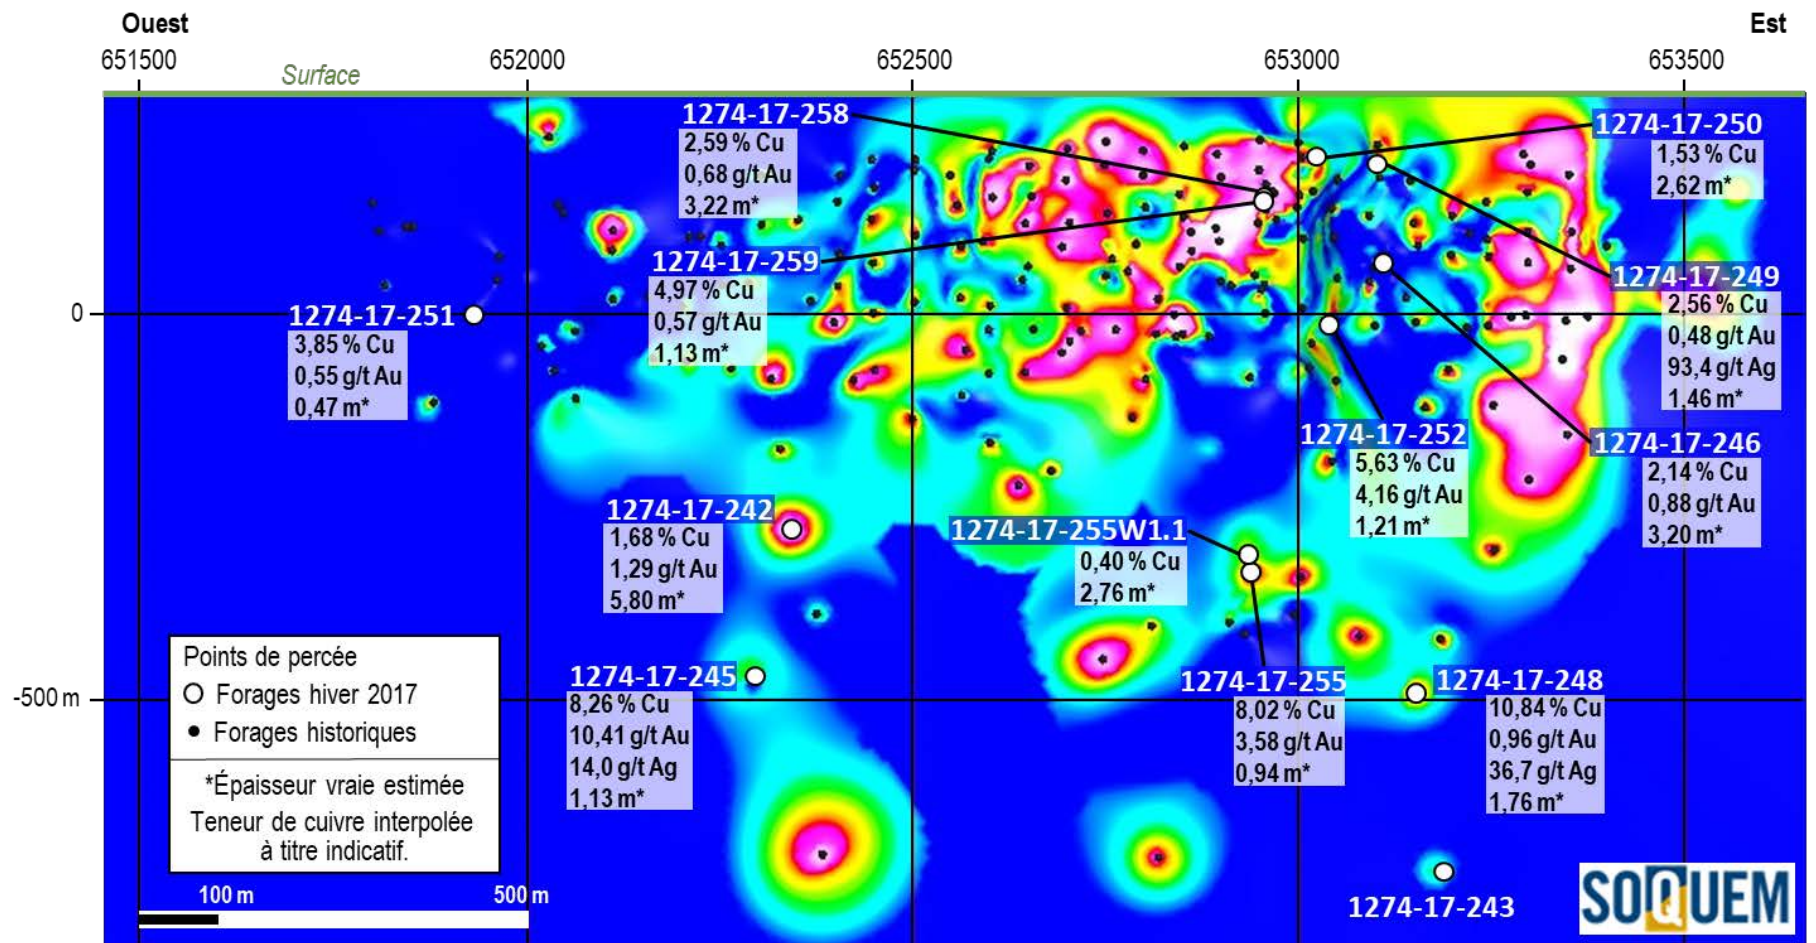 Ouest
Est
651500
652000
652500
653000
653500
Surface
1274-17-258
2,59 % Cu
0,68 g/t Au
3,22 m*
1274-17-250
1,53 % Cu
2,62 m*
1274-17-259
4,97 % Cu
0,57 g/t Au
1,13 m*
1274-17-249
2,56 % Cu
0,48 g/t Au
93,4 g/t Ag
1.46 m*
0
1274-17-251
3,85 % Cu
0,55 g/t Au
0,47 m*
1274-17-252
5,63 % Cu
4,16 g/t Au
1,21 m*
1274-17-246
2,14 % Cu
0,88 g/t Au
3,20 m*
1274-17-242
1,68 % Cu
1,29 g/t Au
5,80 m*
1274-17-255W1.1
0,40 % Cu
2,76 m*
1274-17-245
8,26 % Cu
10,41 g/t Au
14,0 g/t Ag
1,13 m*
1274-17-255
8,02 % Cu
3,58 g/t Au
0,94 m*
1274-17-248
10,84 % Cu
0,96 g/t Au
36,7 g/t Ag
1,76 m*
-500 m
Points de percée
Forages hiver 2017
Forages historiques
*Épaisseur vraie estimée
Teneur de cuivre interpolée
à titre indicatif.
100 m
500 m
1274-17-243
SOQUEM